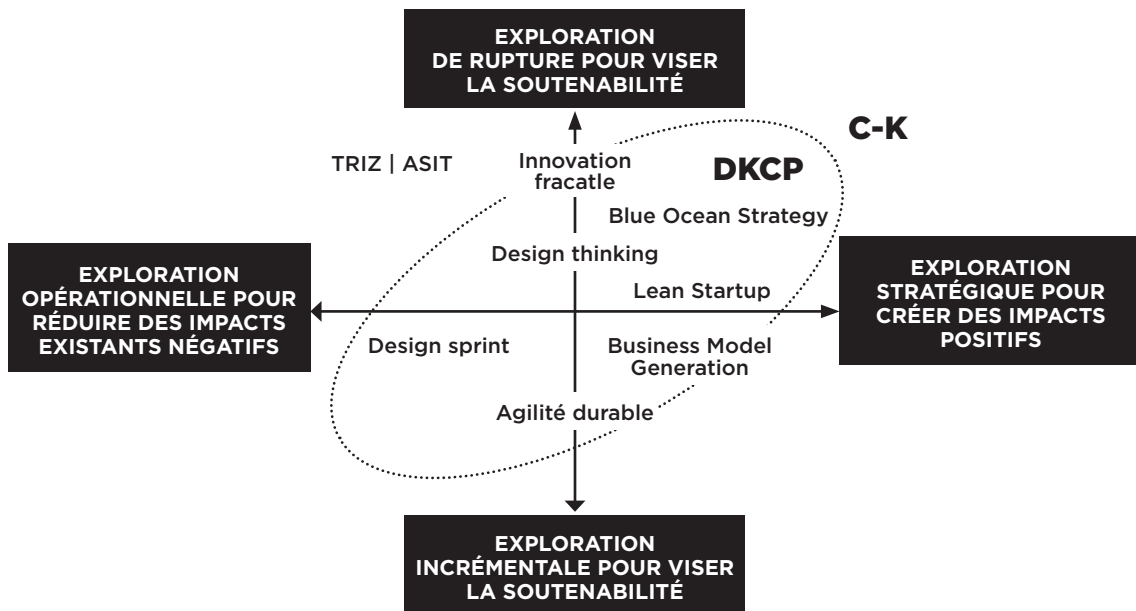 EXPLORATION
DE RUPTURE POUR VISER
LA SOUTENABILITÉ
C-K
TRIZ | ASIT
Innovation
fracatle
DKCP
Blue Ocean Strategy
Design thinking
EXPLORATION
OPÉRATIONNELLE POUR
RÉDUIRE DES IMPACTS
EXISTANTS NÉGATIFS
Lean Startup
EXPLORATION
STRATÉGIQUE POUR
CRÉER DES IMPACTS
POSITIFS
Design sprint
Business Model
Generation
Agilité durable
EXPLORATION
INCRÉMENTALE POUR VISER
LA SOUTENABILITÉ